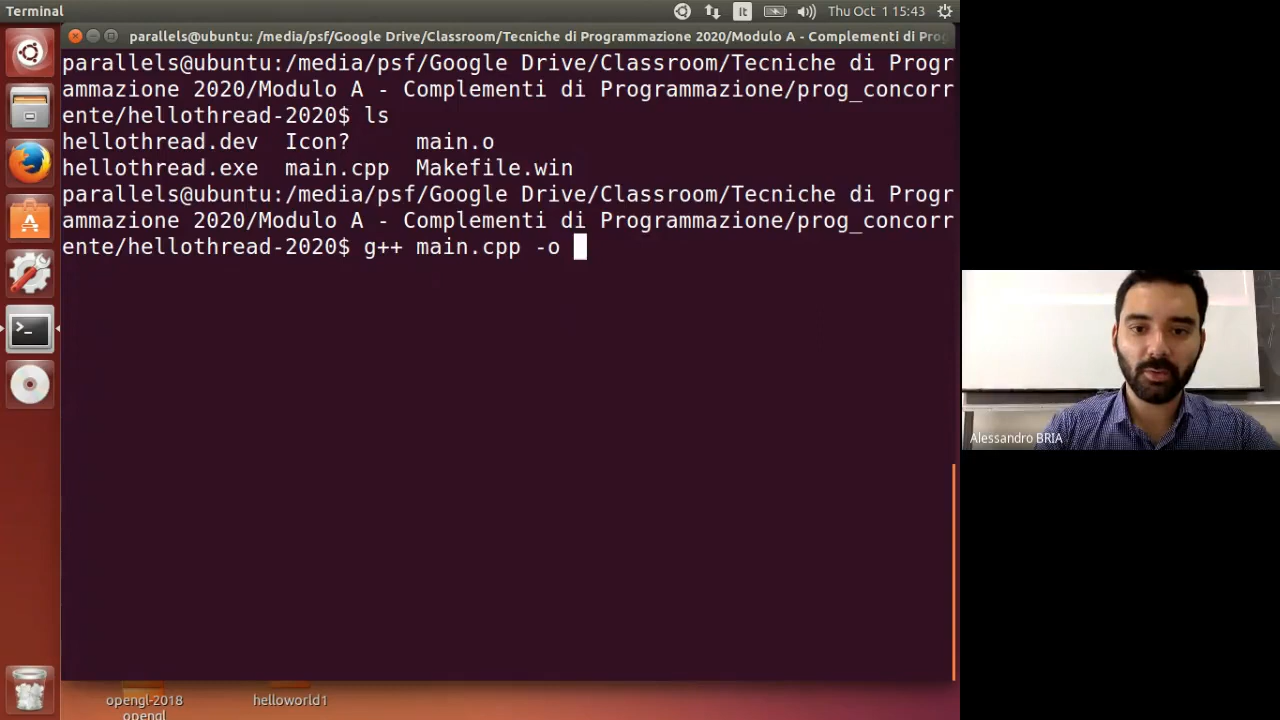 Terminal
It
Thu Oct 1 15:43
parallels@ubuntu: /media/psf/Google Drive/Classroom/Tecniche di Programmazione 2020/Modulo A - Complementi di Prog
parallels@ubuntu:/media/psf/Google Drive/Classroom/Tecniche di Progr
ammazione 2020/Modulo A - Complementi di Programmazione/prog_concorr
ente/hellothread-2020$ ls
hellothread.dev Icon? main.o
hellothread.exe main.cpp Makefile.win
parallels@ubuntu:/media/psf/Google Drive/Classroom/Tecniche di Progr
ammazione 2020/Modulo A - Complementi di Programmazione/prog_concorr
ente/hellothread-2020$ g++ main.cpp -o
Alessandro BRIA
opengl-2018 helloworld1
opengl